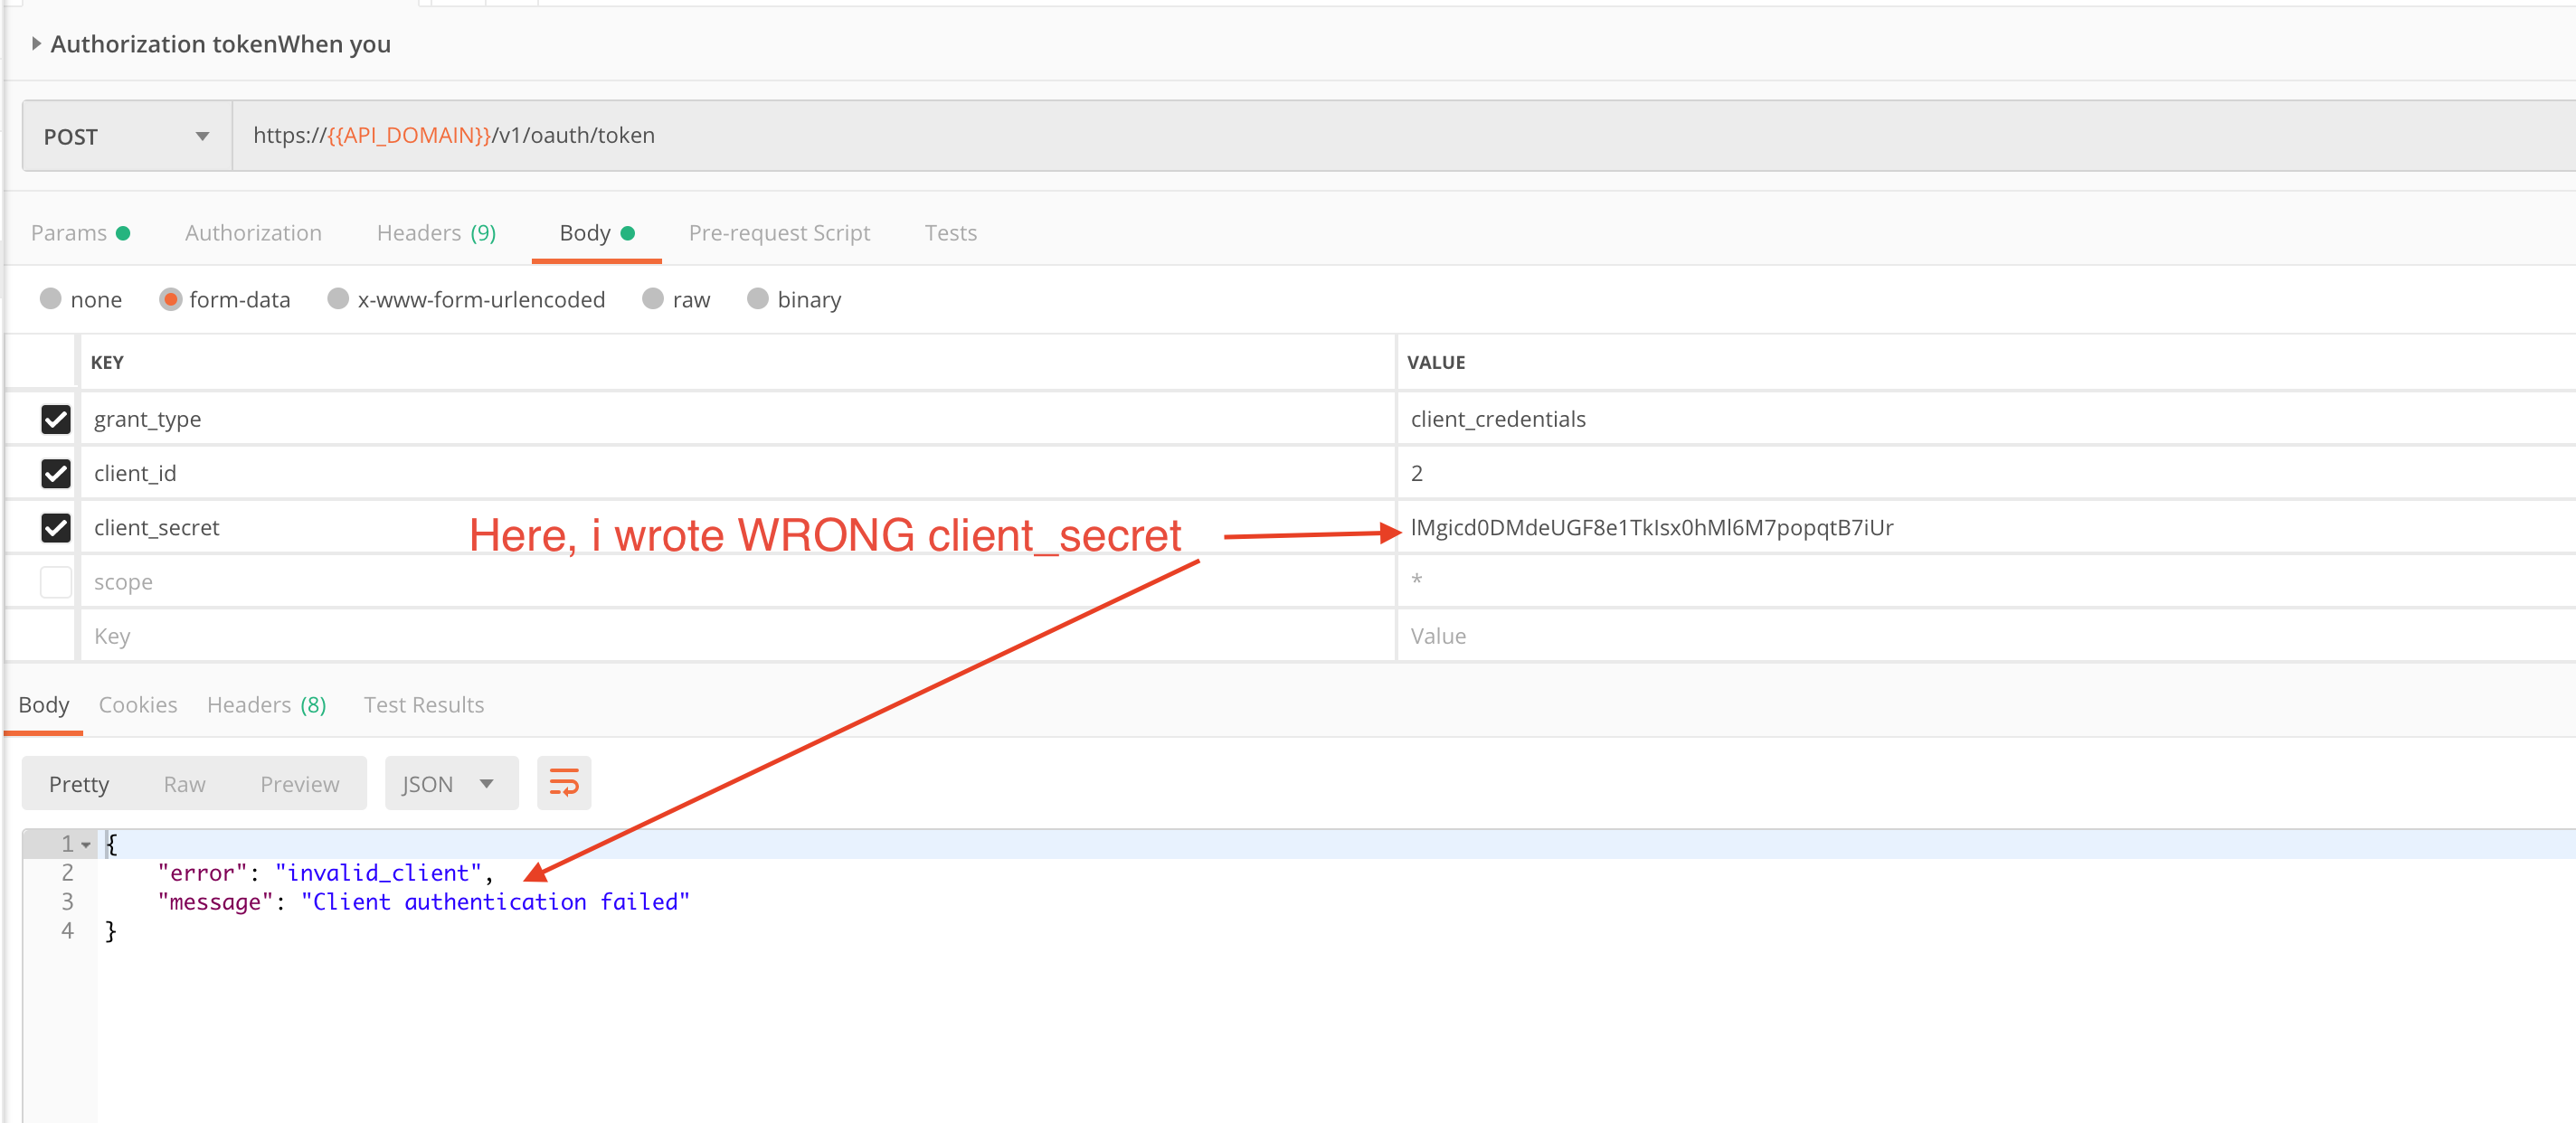 Authorization tokenWhen you
POST https://{{API_DOMAIN}}/v1/oauth/token
Params Authorization Headers (9) Body Pre-request Script Tests
none form-data x-www-form-urlencoded raw binary
KEY VALUE
grant_type client_credentials
client_id 2
client_secret Here, i wrote WRONG client_secret lMgicd0DMdeUGF8e1TkIsx0hMl6M7popqtB7iUr
scope *
Key Value
Body Cookies Headers (8) Test Results
Pretty Raw Preview JSON
1 {
2 "error": "invalid_client",
3 "message": "Client authentication failed"
4 }